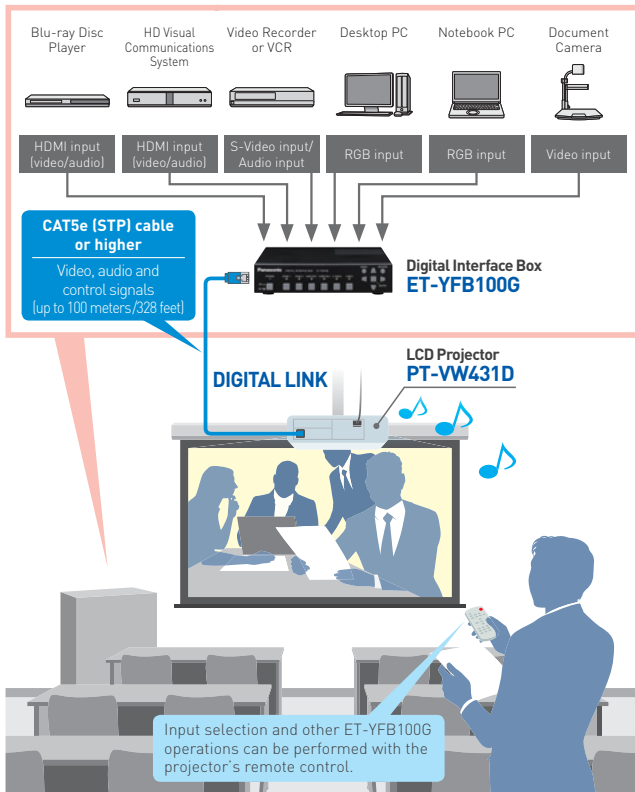 Blu-ray Disc
Player
HD Visual
Communications
System
Video Recorder
or VCR
Desktop PC
Notebook PC
Document
Camera
HDMI input
(video/audio)
HDMI input
(video/audio)
S-Video input/
Audio input
RGB input
RGB input
Video input
CAT5e (STP) cable
or higher
Video, audio and
control signals
(up to 100 meters/328 feet)
Panasonic
Digital Interface Box
ET-YFB100G
DIGITAL LINK
LCD Projector
PT-VW431D
Input selection and other ET-YFB100G
operations can be performed with the
projector's remote control.